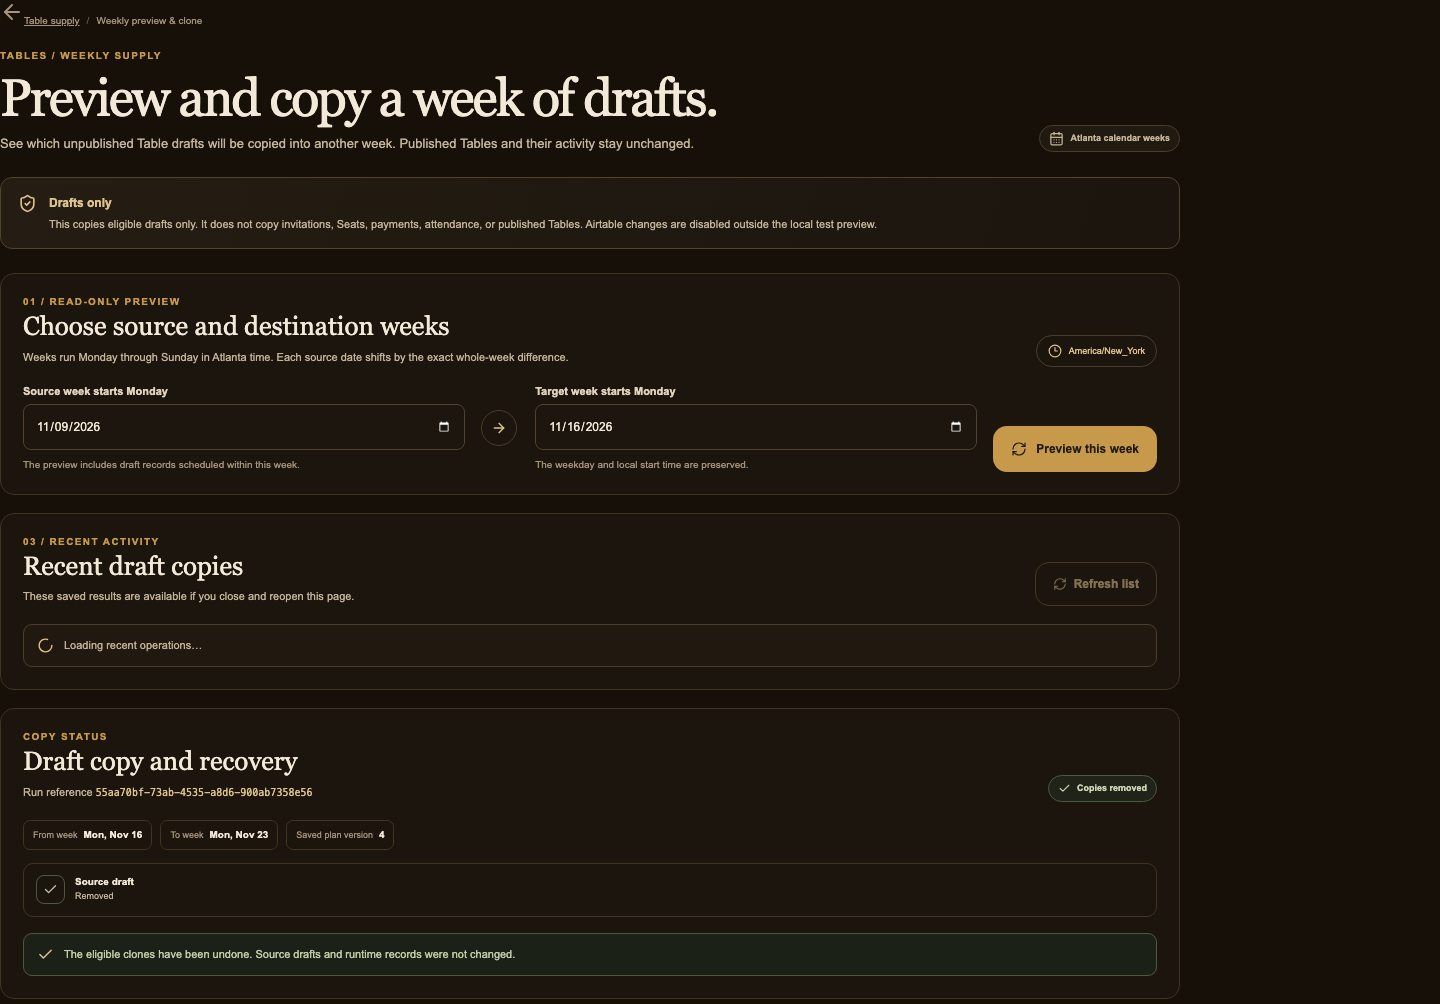 Table supply / Weekly preview & clone
TABLES / WEEKLY SUPPLY
Preview and copy a week of drafts.
See which unpublished Table drafts will be copied into another week. Published Tables and their activity stay unchanged.
Atlanta calendar weeks
Drafts only
This copies eligible drafts only. It does not copy invitations, Seats, payments, attendance, or published Tables. Airtable changes are disabled outside the local test preview.
01 / READ-ONLY PREVIEW
Choose source and destination weeks
Weeks run Monday through Sunday in Atlanta time. Each source date shifts by the exact whole-week difference.
America/New_York
Source week starts Monday
Target week starts Monday
11/09/2026
11/16/2026
Preview this week
The preview includes draft records scheduled within this week.
The weekday and local start time are preserved.
03 / RECENT ACTIVITY
Recent draft copies
These saved results are available if you close and reopen this page.
Refresh list
Loading recent operations…
COPY STATUS
Draft copy and recovery
Run reference 55aa70bf-73ab-4535-a8d6-900ab7358e56
Copies removed
From week Mon, Nov 16
To week Mon, Nov 23
Saved plan version 4
Source draft
Removed
The eligible clones have been undone. Source drafts and runtime records were not changed.